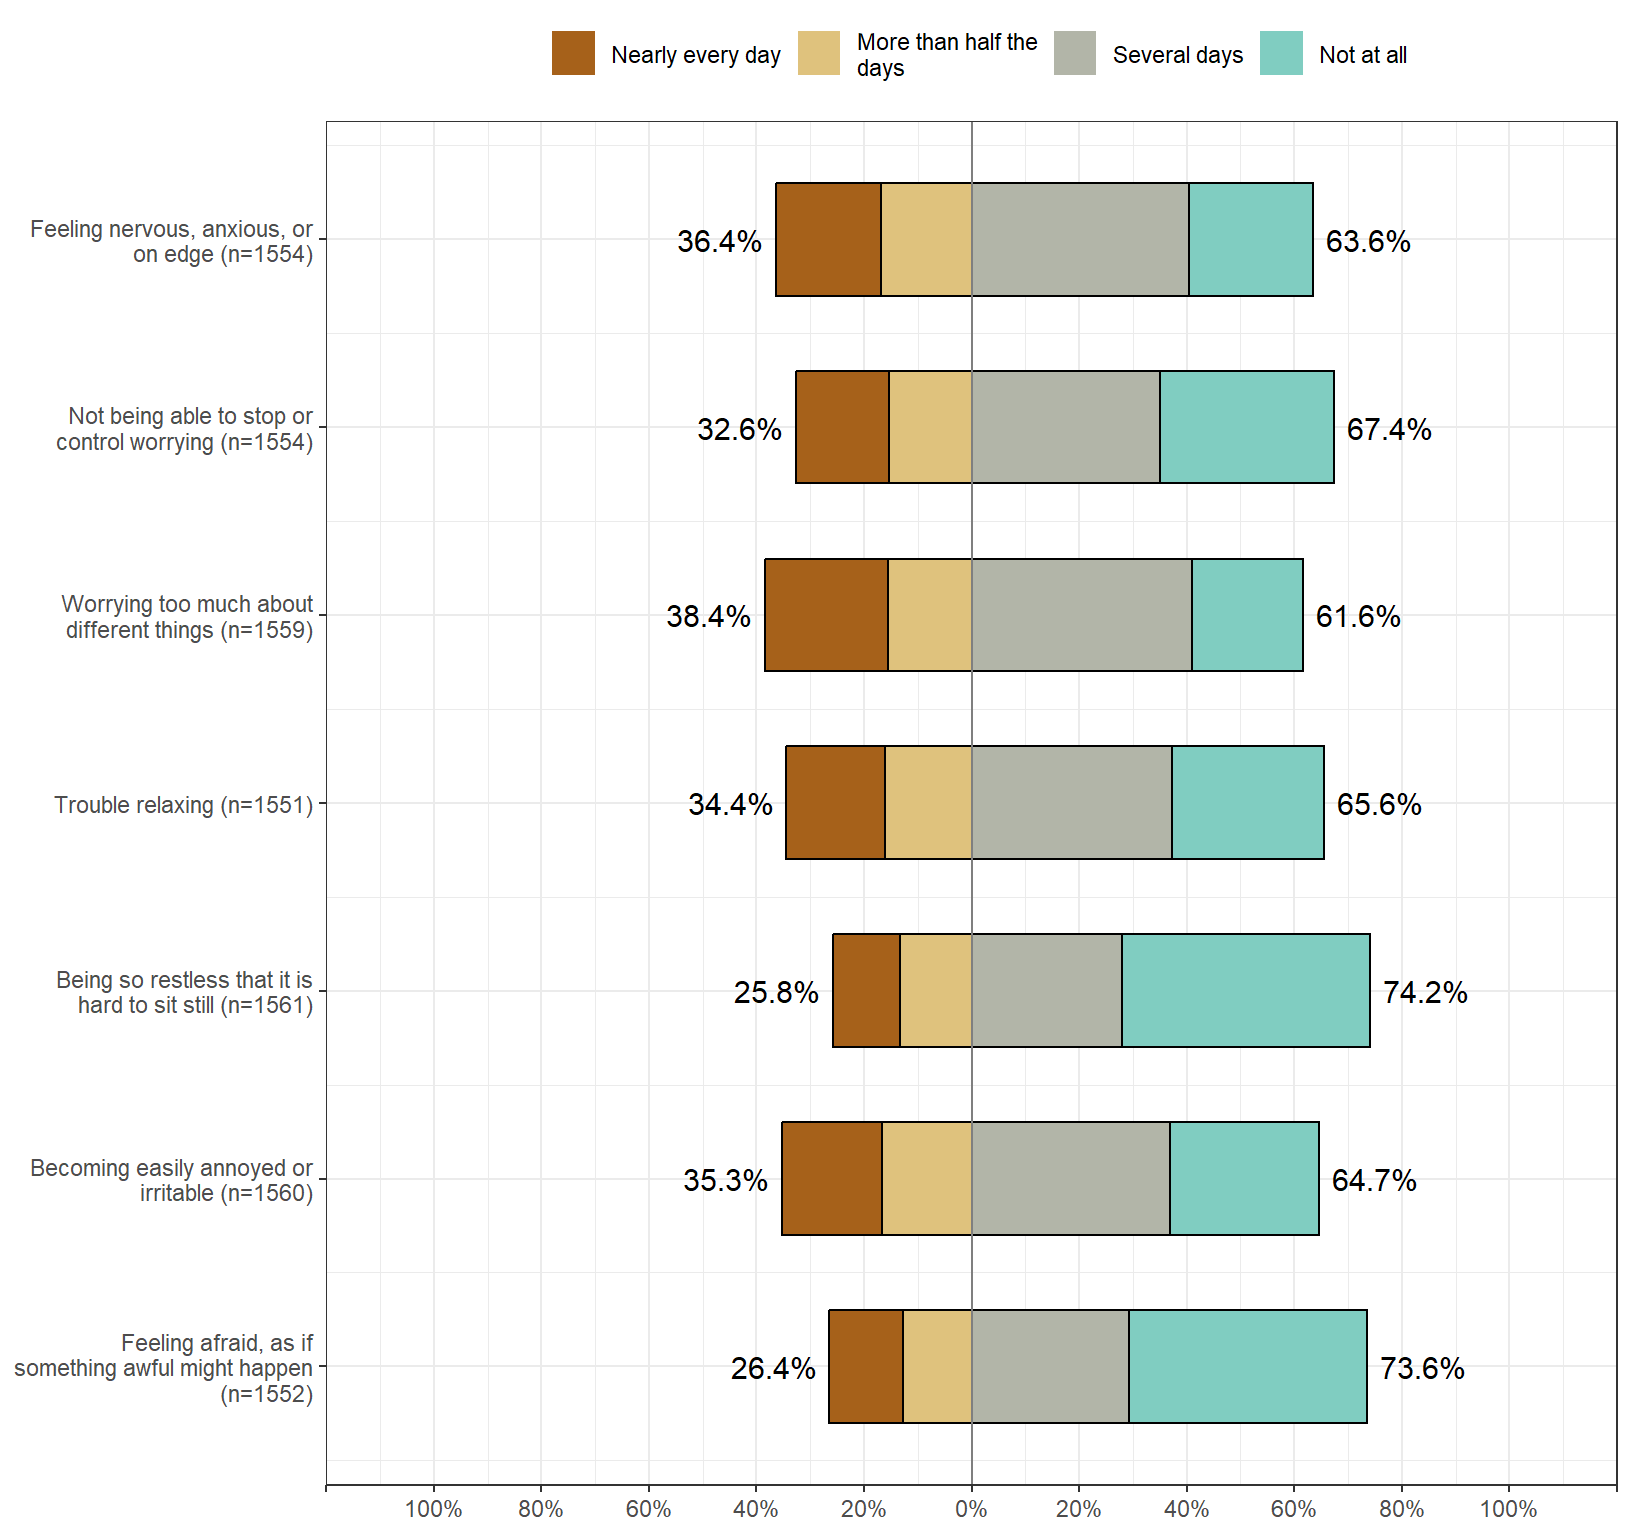 Nearly every day
More than half the
days
Several days
Not at all
Feeling nervous, anxious, or
on edge (n=1554)
36.4%
63.6%
Not being able to stop or
control worrying (n=1554)
32.6%
67.4%
Worrying too much about
different things (n=1559)
38.4%
61.6%
Trouble relaxing (n=1551)
34.4%
65.6%
Being so restless that it is
hard to sit still (n=1561)
25.8%
74.2%
Becoming easily annoyed or
irritable (n=1560)
35.3%
64.7%
Feeling afraid, as if
something awful might happen
(n=1552)
26.4%
73.6%
100% 80% 60% 40% 20% 0% 20% 40% 60% 80% 100%